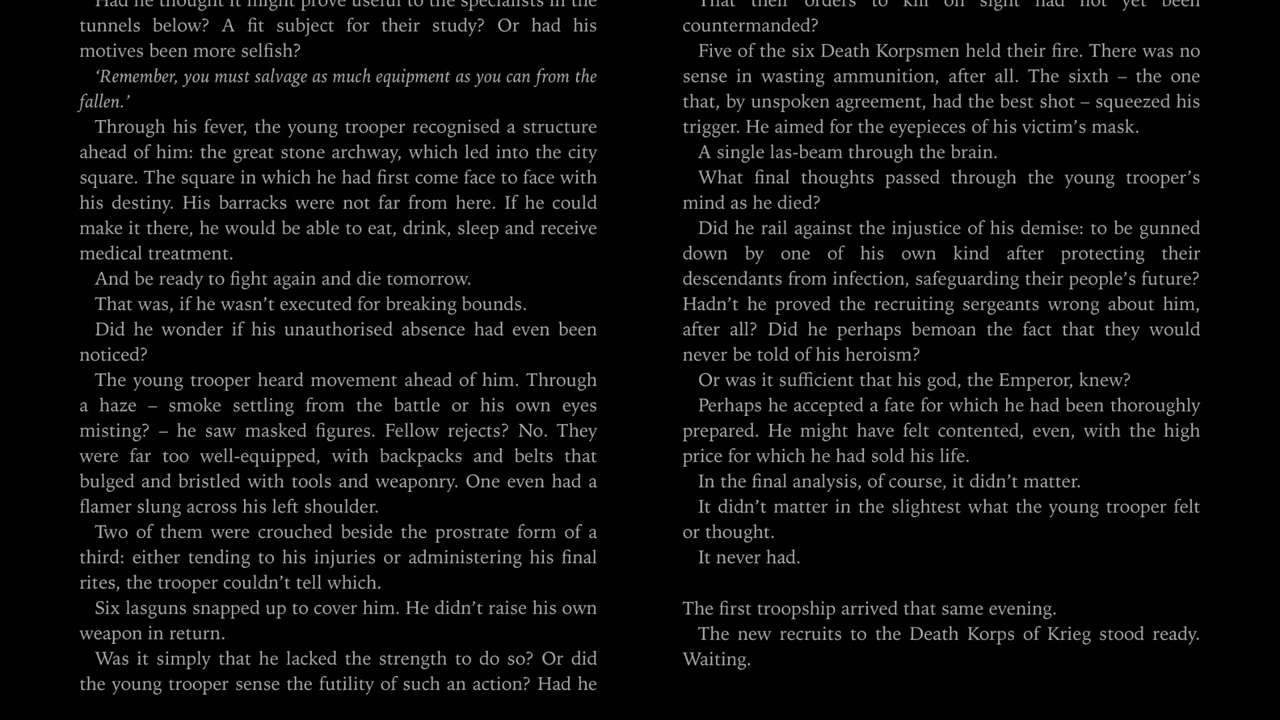 Had he thought it might prove useful to the specialists in the
tunnels below? A fit subject for their study? Or had his
motives been more selfish?
‘Remember, you must salvage as much equipment as you can from the
fallen.’
Through his fever, the young trooper recognised a structure
ahead of him: the great stone archway, which led into the city
square. The square in which he had first come face to face with
his destiny. His barracks were not far from here. If he could
make it there, he would be able to eat, drink, sleep and receive
medical treatment.
And be ready to fight again and die tomorrow.
That was, if he wasn’t executed for breaking bounds.
Did he wonder if his unauthorised absence had even been
noticed?
The young trooper heard movement ahead of him. Through
a haze – smoke settling from the battle or his own eyes
misting? – he saw masked figures. Fellow rejects? No. They
were far too well-equipped, with backpacks and belts that
bulged and bristled with tools and weaponry. One even had a
flamer slung across his left shoulder.
Two of them were crouched beside the prostrate form of a
third: either tending to his injuries or administering his final
rites, the trooper couldn’t tell which.
Six lasguns snapped up to cover him. He didn’t raise his own
weapon in return.
Was it simply that he lacked the strength to do so? Or did
the young trooper sense the futility of such an action? Had he
That their orders to kill on sight had not yet been
countermanded?
Five of the six Death Korpsmen held their fire. There was no
sense in wasting ammunition, after all. The sixth – the one
that, by unspoken agreement, had the best shot – squeezed his
trigger. He aimed for the eyepieces of his victim’s mask.
A single las-beam through the brain.
What final thoughts passed through the young trooper’s
mind as he died?
Did he rail against the injustice of his demise: to be gunned
down by one of his own kind after protecting their
descendants from infection, safeguarding their people’s future?
Hadn’t he proved the recruiting sergeants wrong about him,
after all? Did he perhaps bemoan the fact that they would
never be told of his heroism?
Or was it sufficient that his god, the Emperor, knew?
Perhaps he accepted a fate for which he had been thoroughly
prepared. He might have felt contented, even, with the high
price for which he had sold his life.
In the final analysis, of course, it didn’t matter.
It didn’t matter in the slightest what the young trooper felt
or thought.
It never had.
The first troopship arrived that same evening.
The new recruits to the Death Korps of Krieg stood ready.
Waiting.